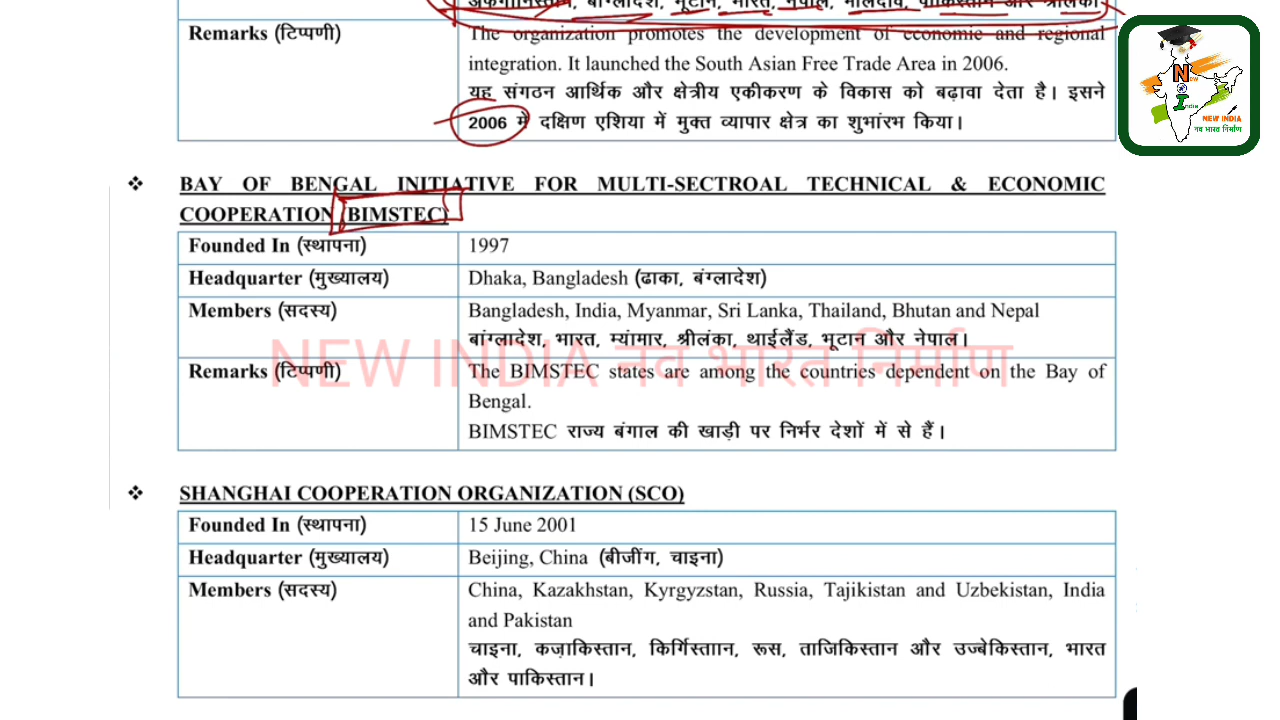 अफगानिस्तान, बांग्लादेश, भूटान, भारत, नेपाल, मालदीव, पाकिस्तान और श्रीलंका
Remarks (टिप्पणी)
The organization promotes the development of economic and regional
integration. It launched the South Asian Free Trade Area in 2006.
यह संगठन आर्थिक और क्षेत्रीय एकीकरण के विकास को बढ़ावा देता है। इसने
2006 में दक्षिण एशिया में मुक्त व्यापार क्षेत्र का शुभारंभ किया।
NEW INDIA
नव भारत निर्माण
❖ BAY OF BENGAL INITIATIVE FOR MULTI-SECTROAL TECHNICAL & ECONOMIC
COOPERATION (BIMSTEC)
Founded In (स्थापना) 1997
Headquarter (मुख्यालय) Dhaka, Bangladesh (ढाका, बंग्लादेश)
Members (सदस्य) Bangladesh, India, Myanmar, Sri Lanka, Thailand, Bhutan and Nepal
बांग्लादेश, भारत, म्यांमार, श्रीलंका, थाईलैंड, भूटान और नेपाल।
NEW INDIA नव भारत निर्माण
Remarks (टिप्पणी) The BIMSTEC states are among the countries dependent on the Bay of
Bengal.
BIMSTEC राज्य बंगाल की खाड़ी पर निर्भर देशों में से हैं।
❖ SHANGHAI COOPERATION ORGANIZATION (SCO)
Founded In (स्थापना) 15 June 2001
Headquarter (मुख्यालय) Beijing, China (बीजींग, चाइना)
Members (सदस्य) China, Kazakhstan, Kyrgyzstan, Russia, Tajikistan and Uzbekistan, India
and Pakistan
चाइना, कज़ाकिस्तान, किर्गिस्ताान, रूस, ताजिकिस्तान और उज्बेकिस्तान, भारत
और पाकिस्तान।